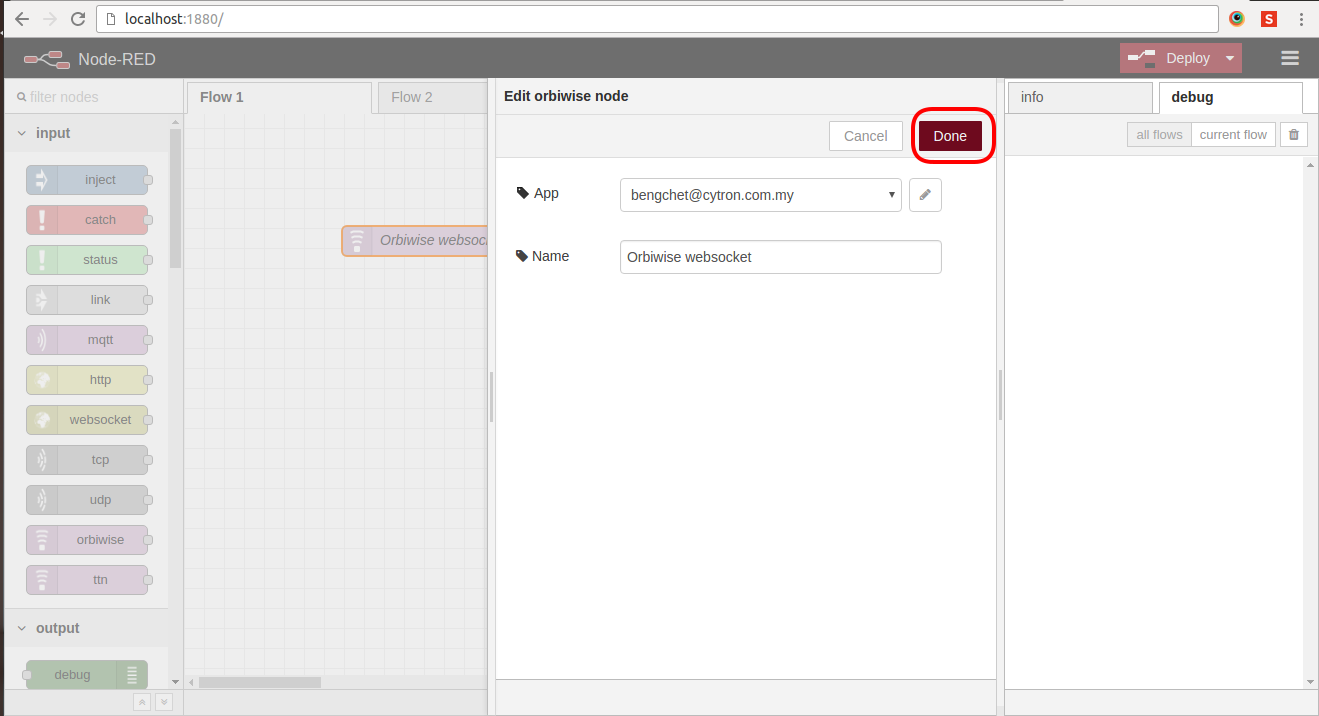 localhost:1880/
S
Node-RED
Deploy
filter nodes
Flow 1
Flow 2
Edit orbiwise node
info
debug
Cancel
Done
all flows
current flow
input
inject
catch
status
link
mqtt
http
websocket
tcp
udp
orbiwise
ttn
output
debug
Orbiwise websoc
App
bengchet@cytron.com.my
Name
Orbiwise websocket